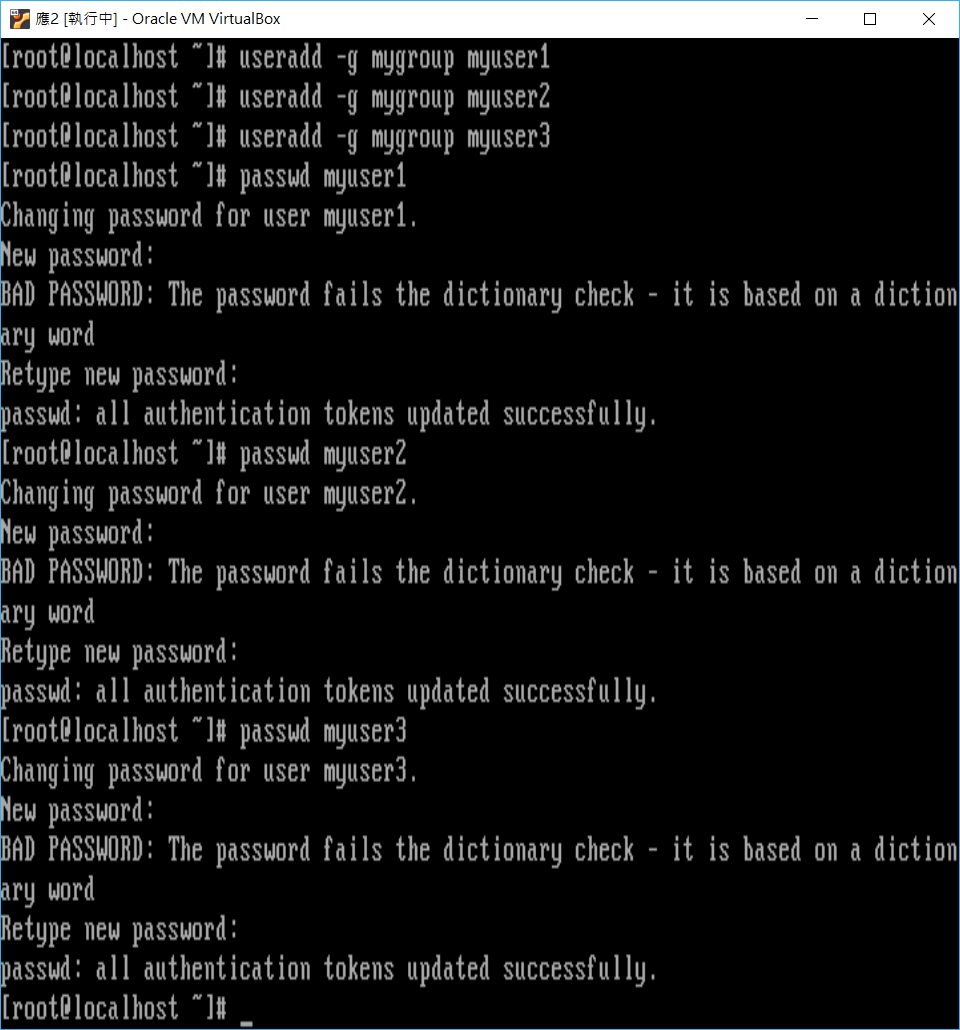 應2 [執行中] - Oracle VM VirtualBox
[root@localhost ~]# useradd -g mygroup myuser1
[root@localhost ~]# useradd -g mygroup myuser2
[root@localhost ~]# useradd -g mygroup myuser3
[root@localhost ~]# passwd myuser1
Changing password for user myuser1.
New password:
BAD PASSWORD: The password fails the dictionary check - it is based on a diction
ary word
Retype new password:
passwd: all authentication tokens updated successfully.
[root@localhost ~]# passwd myuser2
Changing password for user myuser2.
New password:
BAD PASSWORD: The password fails the dictionary check - it is based on a diction
ary word
Retype new password:
passwd: all authentication tokens updated successfully.
[root@localhost ~]# passwd myuser3
Changing password for user myuser3.
New password:
BAD PASSWORD: The password fails the dictionary check - it is based on a diction
ary word
Retype new password:
passwd: all authentication tokens updated successfully.
[root@localhost ~]# _